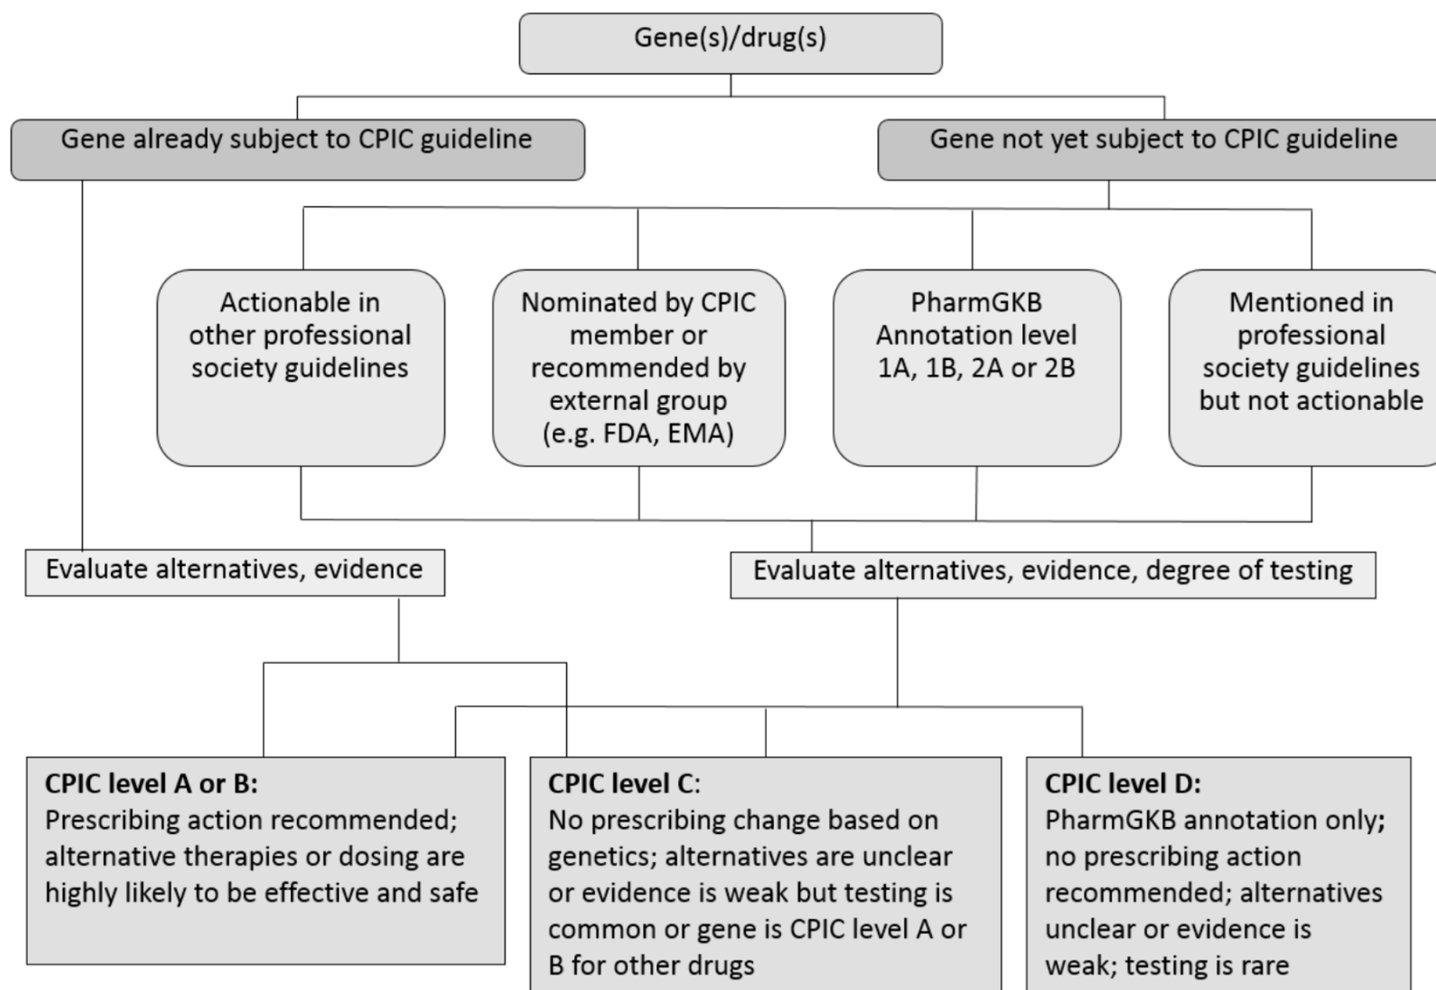 Gene(s)/drug(s)
Gene already subject to CPIC guideline
Gene not yet subject to CPIC guideline
Actionable in
other professional
society guidelines
Nominated by CPIC
member or
recommended by
external group
(e.g. FDA, EMA)
PharmGKB
Annotation level
1A, 1B, 2A or 2B
Mentioned in
professional
society guidelines
but not actionable
Evaluate alternatives, evidence
Evaluate alternatives, evidence, degree of testing
CPIC level A or B:
Prescribing action recommended;
alternative therapies or dosing are
highly likely to be effective and safe
CPIC level C:
No prescribing change based on
genetics; alternatives are unclear
or evidence is weak but testing is
common or gene is CPIC level A or
B for other drugs
CPIC level D:
PharmGKB annotation only;
no prescribing action
recommended; alternatives
unclear or evidence is
weak; testing is rare